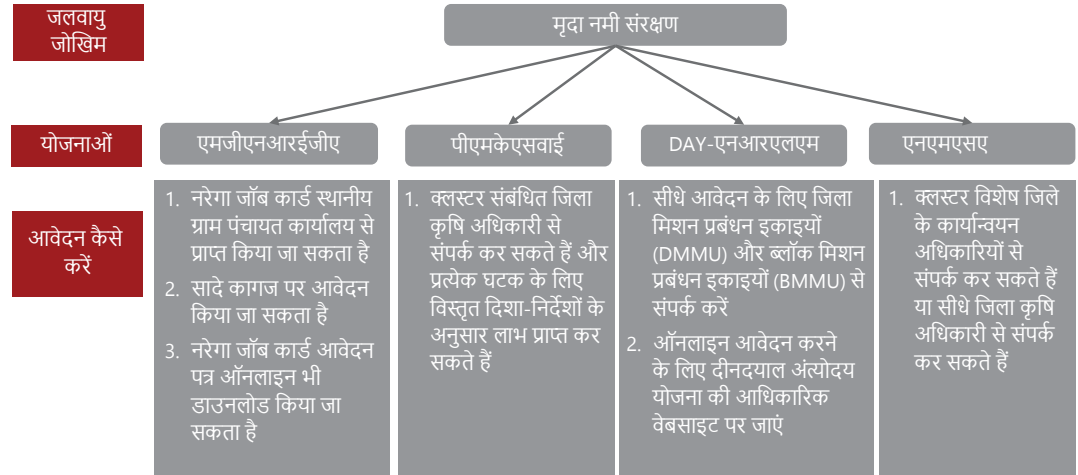 जलवायु
जोखिम
मृदा नमी संरक्षण
योजनाओं
एमजीएनआरईजीए
पीएमकेएसवाई
DAY-एनआरएलएम
एनएमएसए
आवेदन कैसे
करें
1. नरेगा जॉब कार्ड स्थानीय
ग्राम पंचायत कार्यालय से
प्राप्त किया जा सकता है
2. सादे कागज पर आवेदन
किया जा सकता है
3. नरेगा जॉब कार्ड आवेदन
पत्र ऑनलाइन भी
डाउनलोड किया जा
सकता है
1. क्लस्टर संबंधित जिला
कृषि अधिकारी से
संपर्क कर सकते हैं और
प्रत्येक घटक के लिए
विस्तृत दिशा-निर्देशों के
अनुसार लाभ प्राप्त कर
सकते हैं
1. सीधे आवेदन के लिए जिला
मिशन प्रबंधन इकाइयों
(DMMU) और ब्लॉक मिशन
प्रबंधन इकाइयों (BMMU) से
संपर्क करें
2. ऑनलाइन आवेदन करने
के लिए दीनदयाल अंत्योदय
योजना की आधिकारिक
वेबसाइट पर जाएं
1. क्लस्टर विशेष जिले
के कार्यान्वयन
अधिकारियों से
संपर्क कर सकते हैं
या सीधे जिला कृषि
अधिकारी से संपर्क
कर सकते हैं